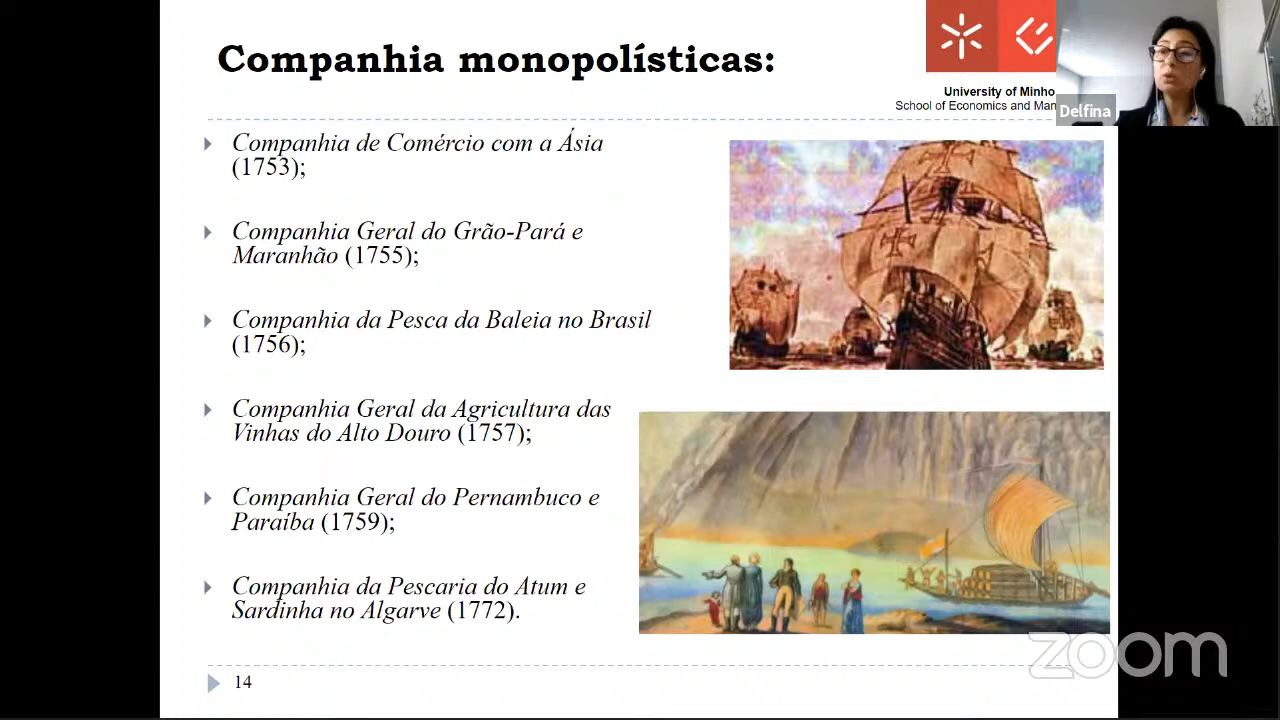 Companhia monopolísticas:
University of Minho
School of Economics and Man
Delfina
Companhia de Comércio com a Ásia
(1753);
Companhia Geral do Grão-Pará e
Maranhão (1755);
Companhia da Pesca da Baleia no Brasil
(1756);
Companhia Geral da Agricultura das
Vinhas do Alto Douro (1757);
Companhia Geral do Pernambuco e
Paraíba (1759);
Companhia da Pescaria do Atum e
Sardinha no Algarve (1772).
14
zoom